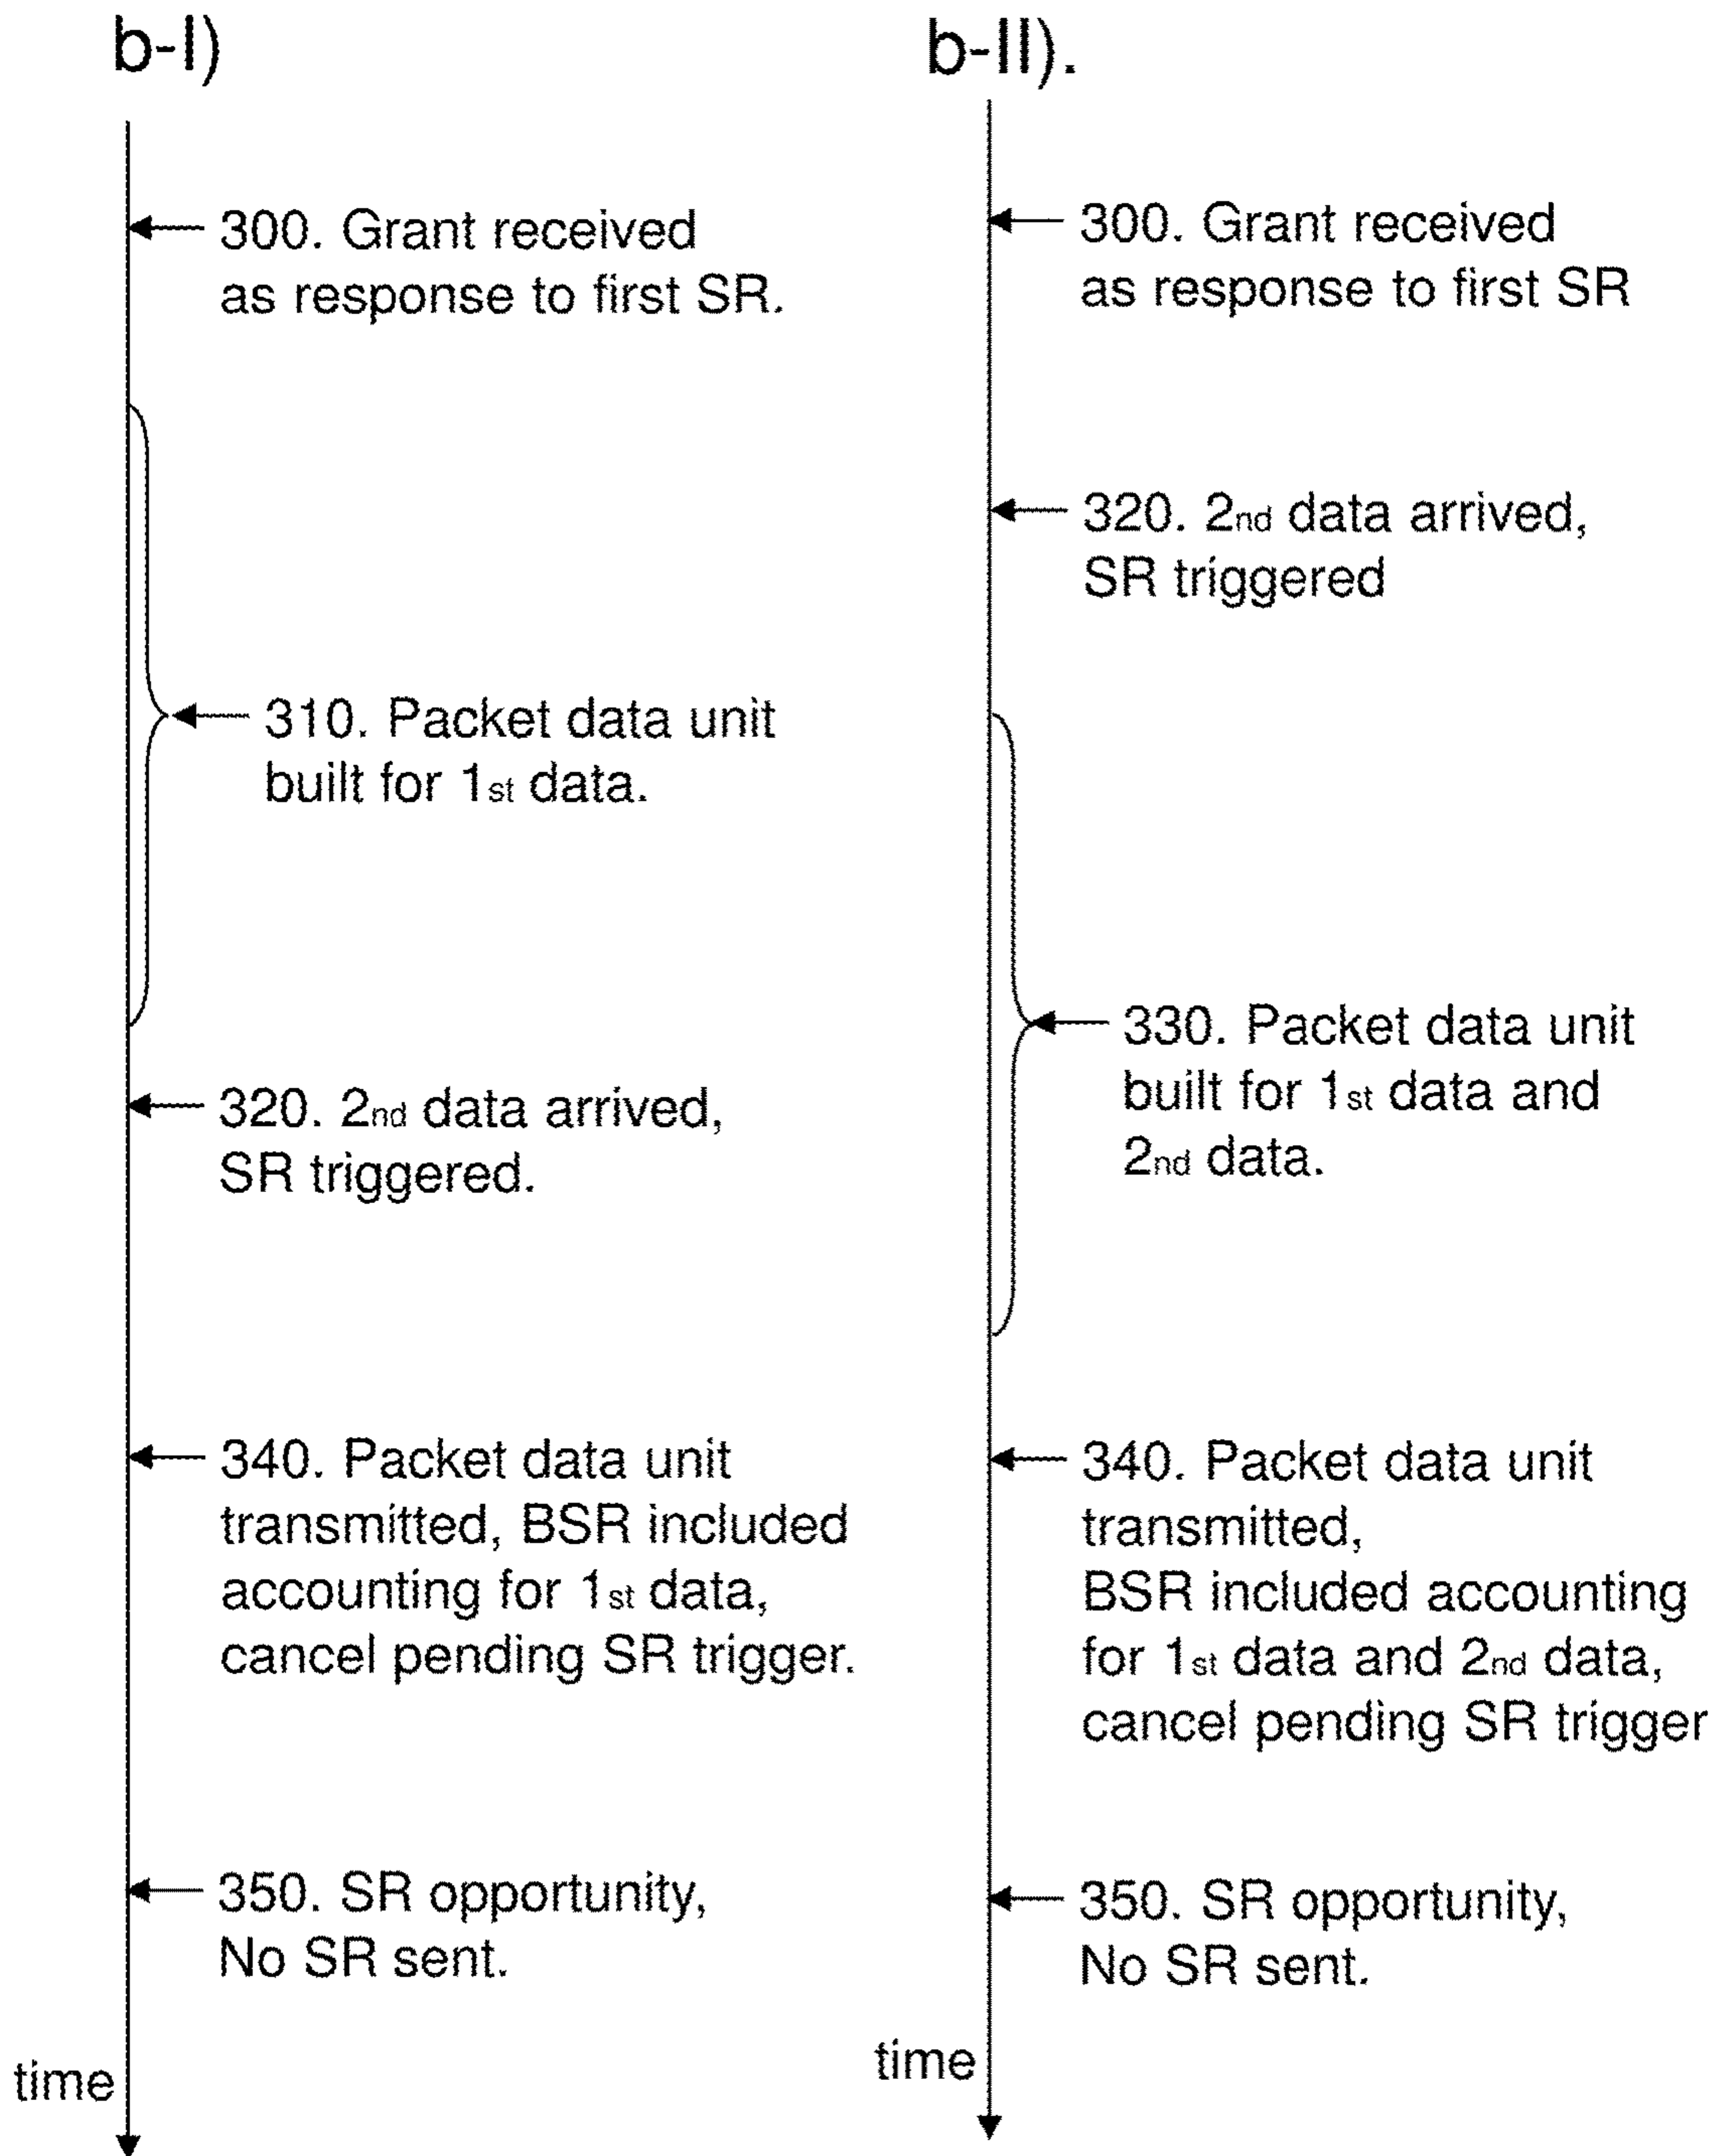 b-I)
300. Grant received
as response to first SR.
310. Packet data unit
built for 1st data.
320. 2nd data arrived,
SR triggered.
340. Packet data unit
transmitted, BSR included
accounting for 1st data,
cancel pending SR trigger.
350. SR opportunity,
No SR sent.
time
b-II).
300. Grant received
as response to first SR
320. 2nd data arrived,
SR triggered
330. Packet data unit
built for 1st data and
2nd data.
340. Packet data unit
transmitted,
BSR included accounting
for 1st data and 2nd data,
cancel pending SR trigger
350. SR opportunity,
No SR sent.
time